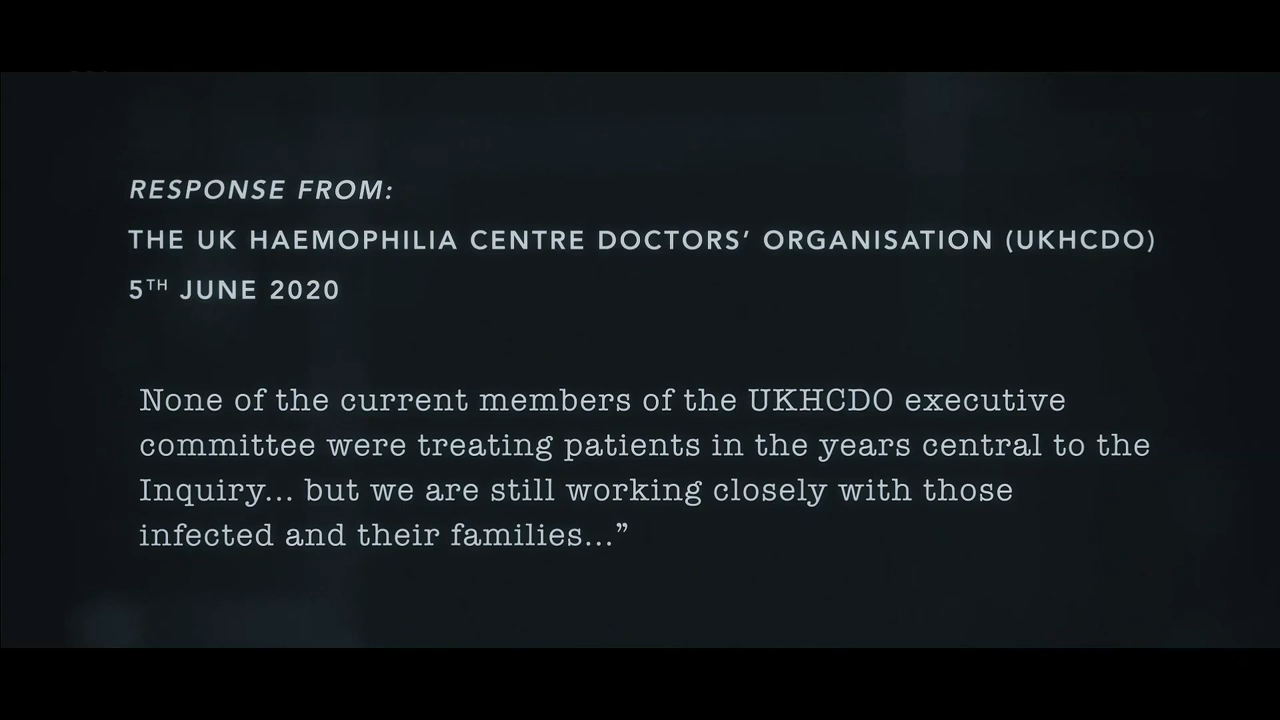 RESPONSE FROM:
THE UK HAEMOPHILIA CENTRE DOCTORS’ ORGANISATION (UKHCDO)
5TH JUNE 2020
None of the current members of the UKHCDO executive
committee were treating patients in the years central to the
Inquiry... but we are still working closely with those
infected and their families...”